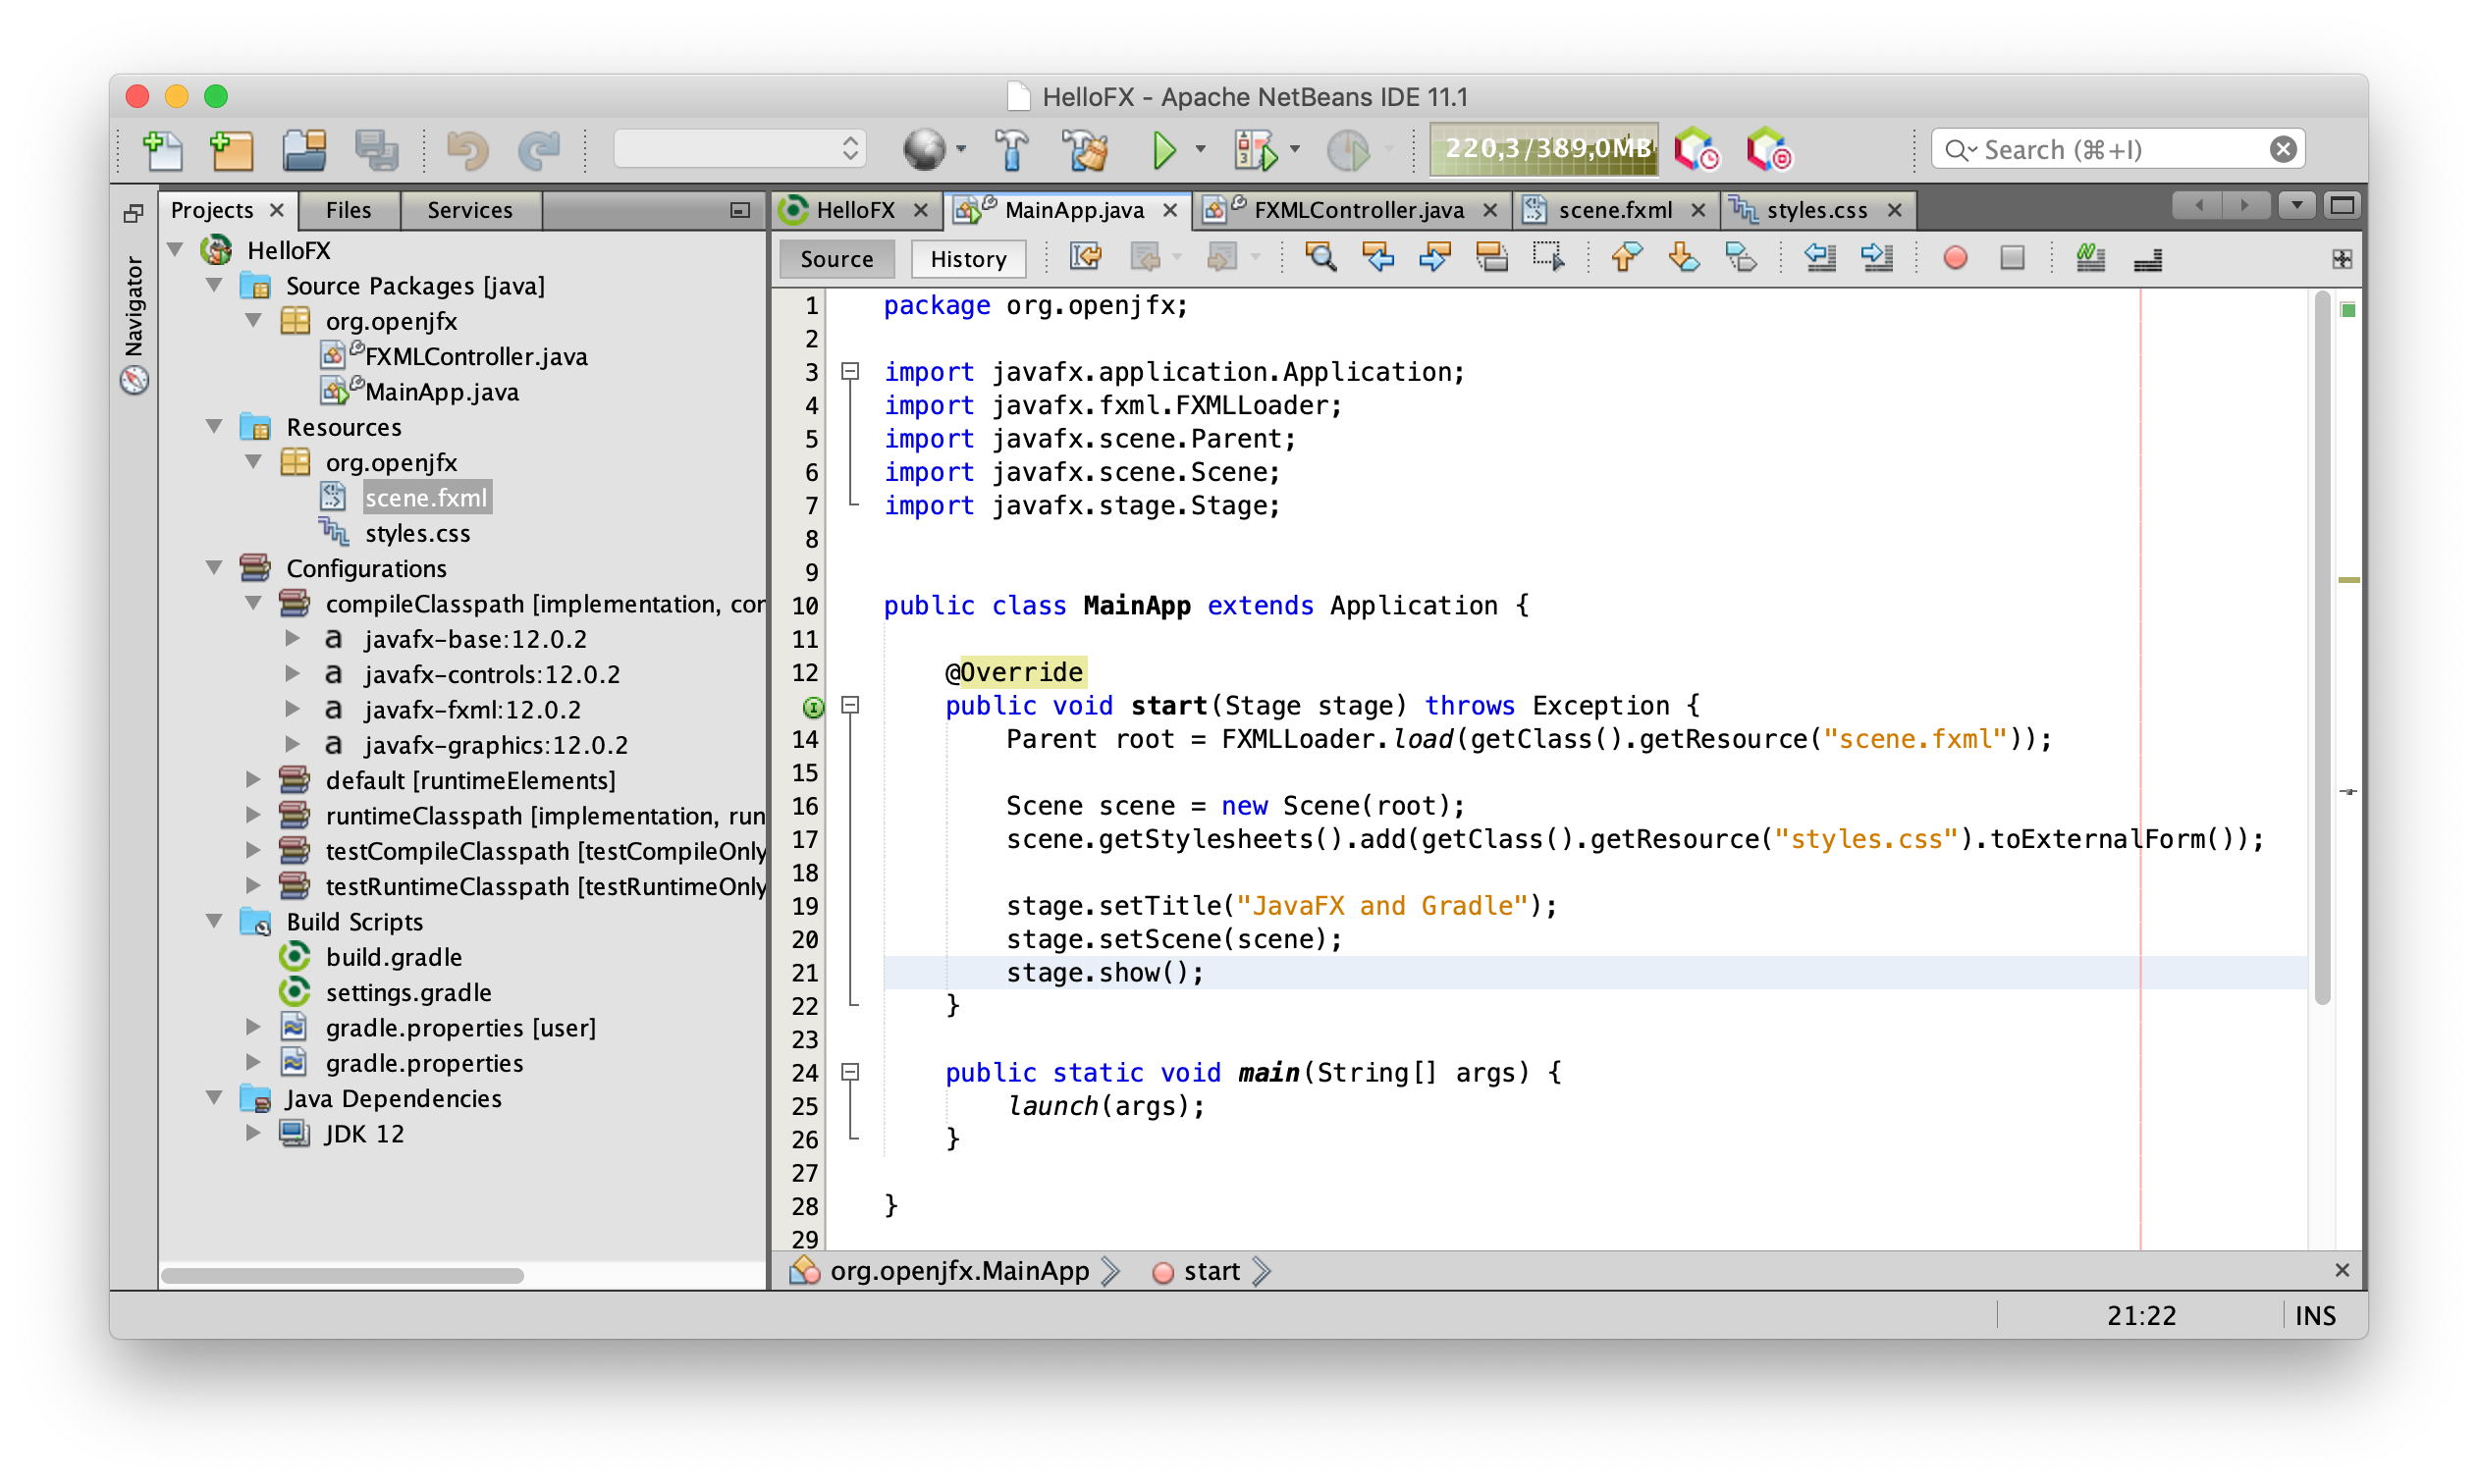 HelloFX - Apache NetBeans IDE 11.1
220,3/389,0MB
Search (⌘+I)
Projects Files Services
HelloFX MainApp.java FXMLController.java scene.fxml styles.css
Navigator
HelloFX
Source Packages [java]
org.openjfx
FXMLController.java
MainApp.java
Resources
org.openjfx
scene.fxml
styles.css
Configurations
compileClasspath [implementation, cor
a javafx-base:12.0.2
a javafx-controls:12.0.2
a javafx-fxml:12.0.2
a javafx-graphics:12.0.2
default [runtimeElements]
runtimeClasspath [implementation, run
testCompileClasspath [testCompileOnly
testRuntimeClasspath [testRuntimeOnly
Build Scripts
build.gradle
settings.gradle
gradle.properties [user]
gradle.properties
Java Dependencies
JDK 12
Source History
1 package org.openjfx;
2
3 import javafx.application.Application;
4 import javafx.fxml.FXMLLoader;
5 import javafx.scene.Parent;
6 import javafx.scene.Scene;
7 import javafx.stage.Stage;
8
9
10 public class MainApp extends Application {
11
12 @Override
public void start(Stage stage) throws Exception {
14 Parent root = FXMLLoader.load(getClass().getResource("scene.fxml"));
15
16 Scene scene = new Scene(root);
17 scene.getStylesheets().add(getClass().getResource("styles.css").toExternalForm());
18
19 stage.setTitle("JavaFX and Gradle");
20 stage.setScene(scene);
21 stage.show();
22 }
23
24 public static void main(String[] args) {
25 launch(args);
26 }
27
28 }
29
org.openjfx.MainApp start
21:22 INS